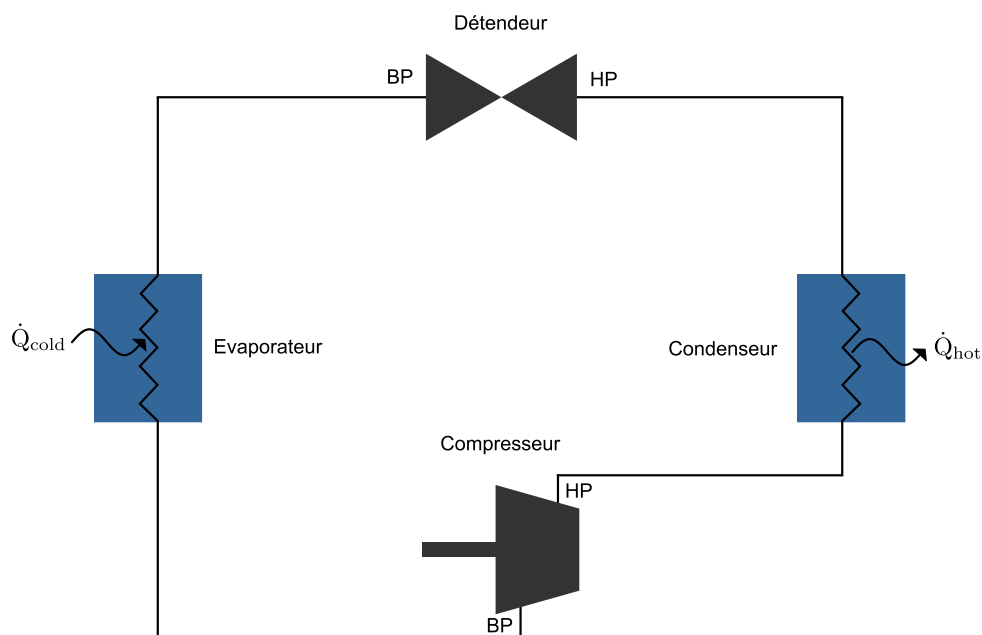 Détendeur
BP
HP
Q̇cold
Evaporateur
Condenseur
Q̇hot
Compresseur
HP
BP